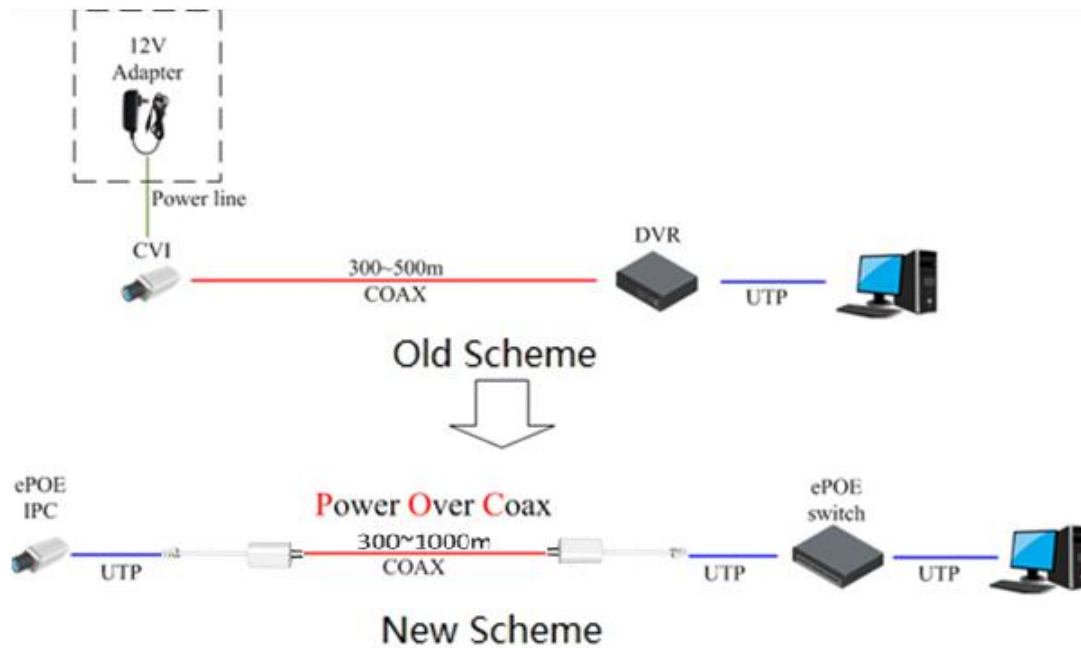 12V
Adapter
Power line
CVI
300~500m
COAX
DVR
UTP
Old Scheme
ePOE
IPC
Power Over Coax
300~1000m
COAX
ePOE
switch
UTP
UTP
UTP
New Scheme